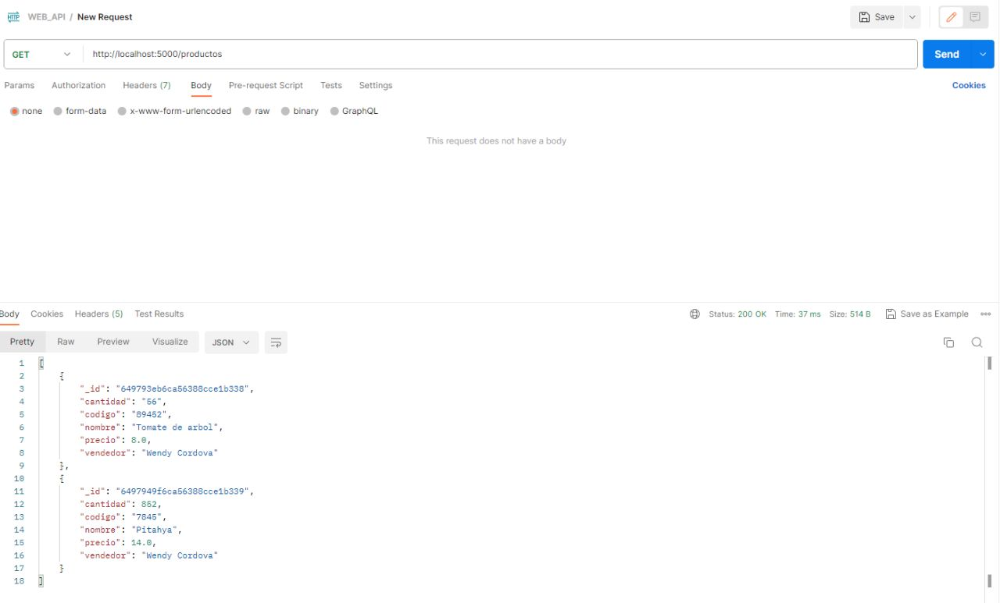 HTTP WEB_API / New Request Save
GET http://localhost:5000/productos Send
Params Authorization Headers (7) Body Pre-request Script Tests Settings Cookies
none form-data x-www-form-urlencoded raw binary GraphQL
This request does not have a body
Body Cookies Headers (5) Test Results Status: 200 OK Time: 37 ms Size: 514 B Save as Example
Pretty Raw Preview Visualize JSON
1 [
2 {
3 "_id": "649793eb6ca56388cce1b338",
4 "cantidad": "56",
5 "codigo": "89452",
6 "nombre": "Tomate de arbol",
7 "precio": 8.0,
8 "vendedor": "Wendy Cordova"
9 },
10 {
11 "_id": "6497949f6ca56388cce1b339",
12 "cantidad": 852,
13 "codigo": "7845",
14 "nombre": "Pitahya",
15 "precio": 14.0,
16 "vendedor": "Wendy Cordova"
17 }
18 ]